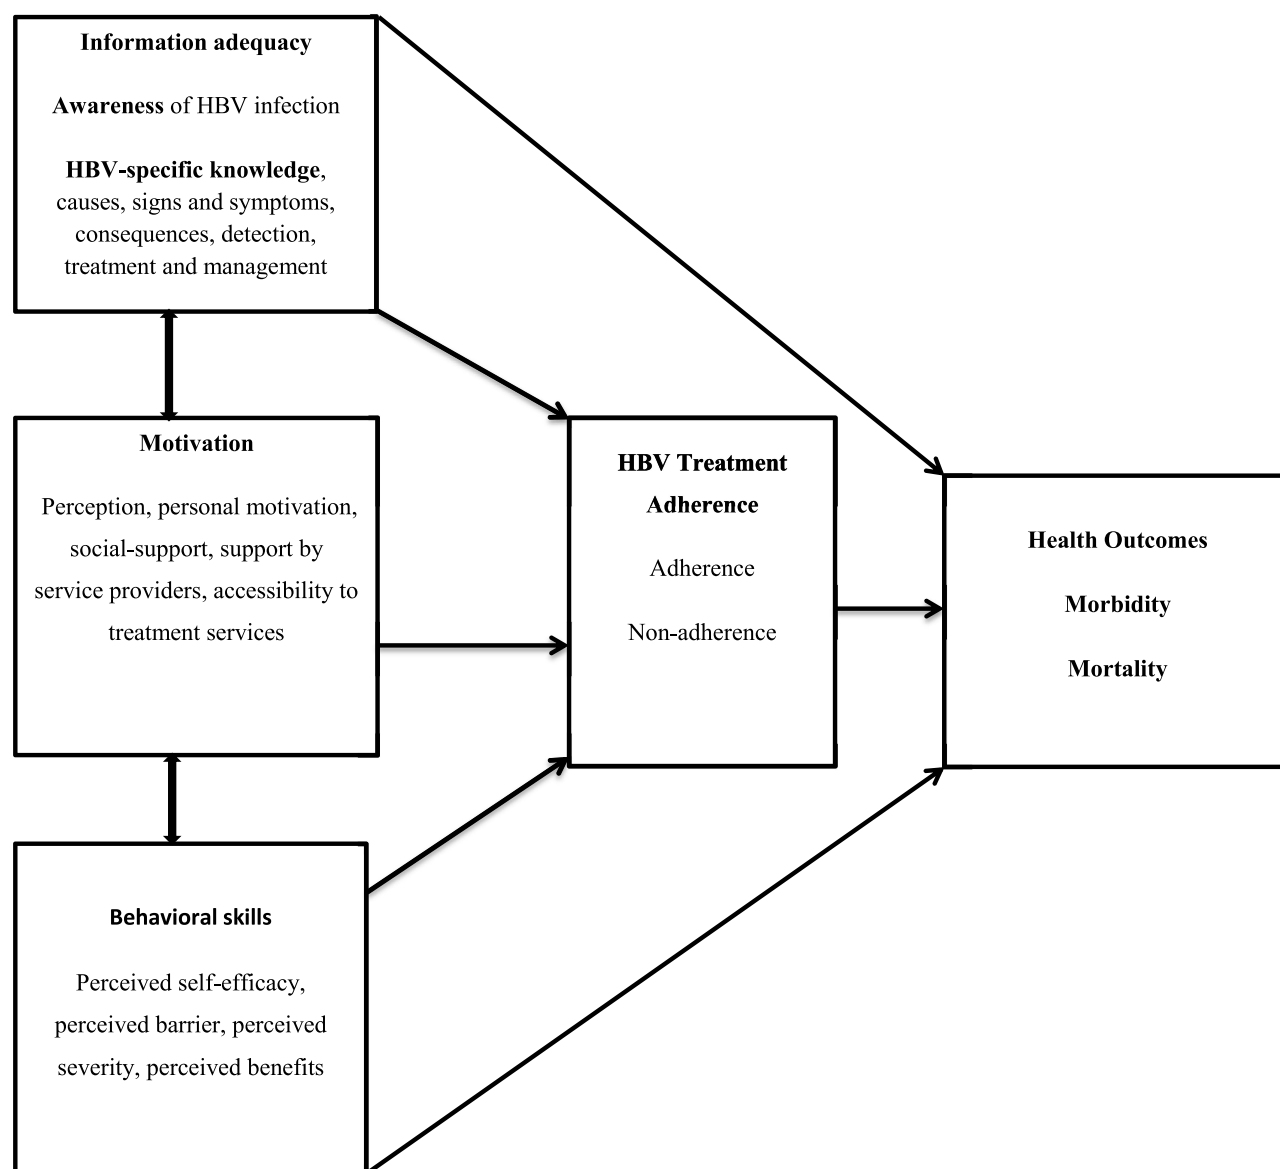 Information adequacy
Awareness of HBV infection
HBV-specific knowledge,
causes, signs and symptoms,
consequences, detection,
treatment and management
Motivation
Perception, personal motivation,
social-support, support by
service providers, accessibility to
treatment services
HBV Treatment
Adherence
Adherence
Non-adherence
Health Outcomes
Morbidity
Mortality
Behavioral skills
Perceived self-efficacy,
perceived barrier, perceived
severity, perceived benefits